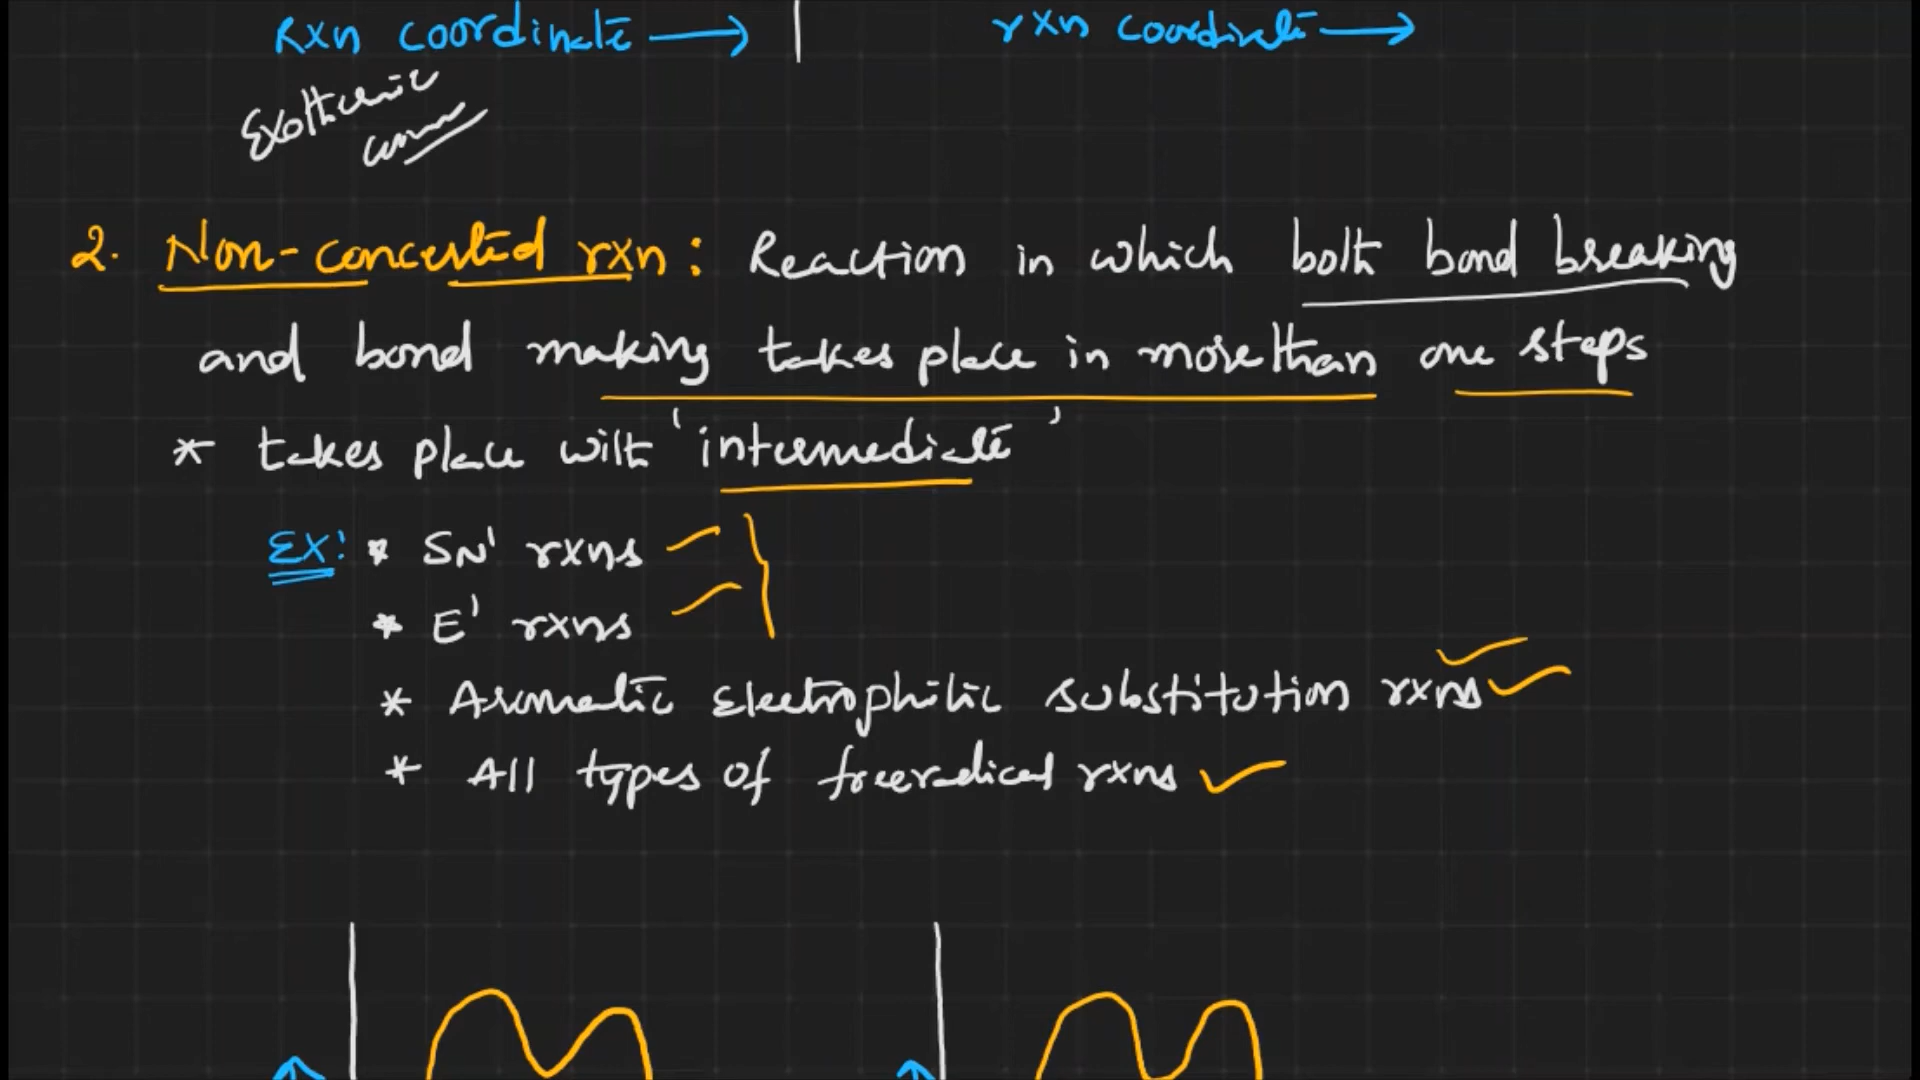 Rxn coordinate → rxn coordinate →
Exothermic
2. Non-concerted rxn : Reaction in which both bond breaking
and bond making takes place in more than one steps
* takes place with 'intermediate'
Ex: * SN¹ rxns
* E¹ rxns
* Aromatic Electrophilic substitution rxns
* All types of freeradical rxns